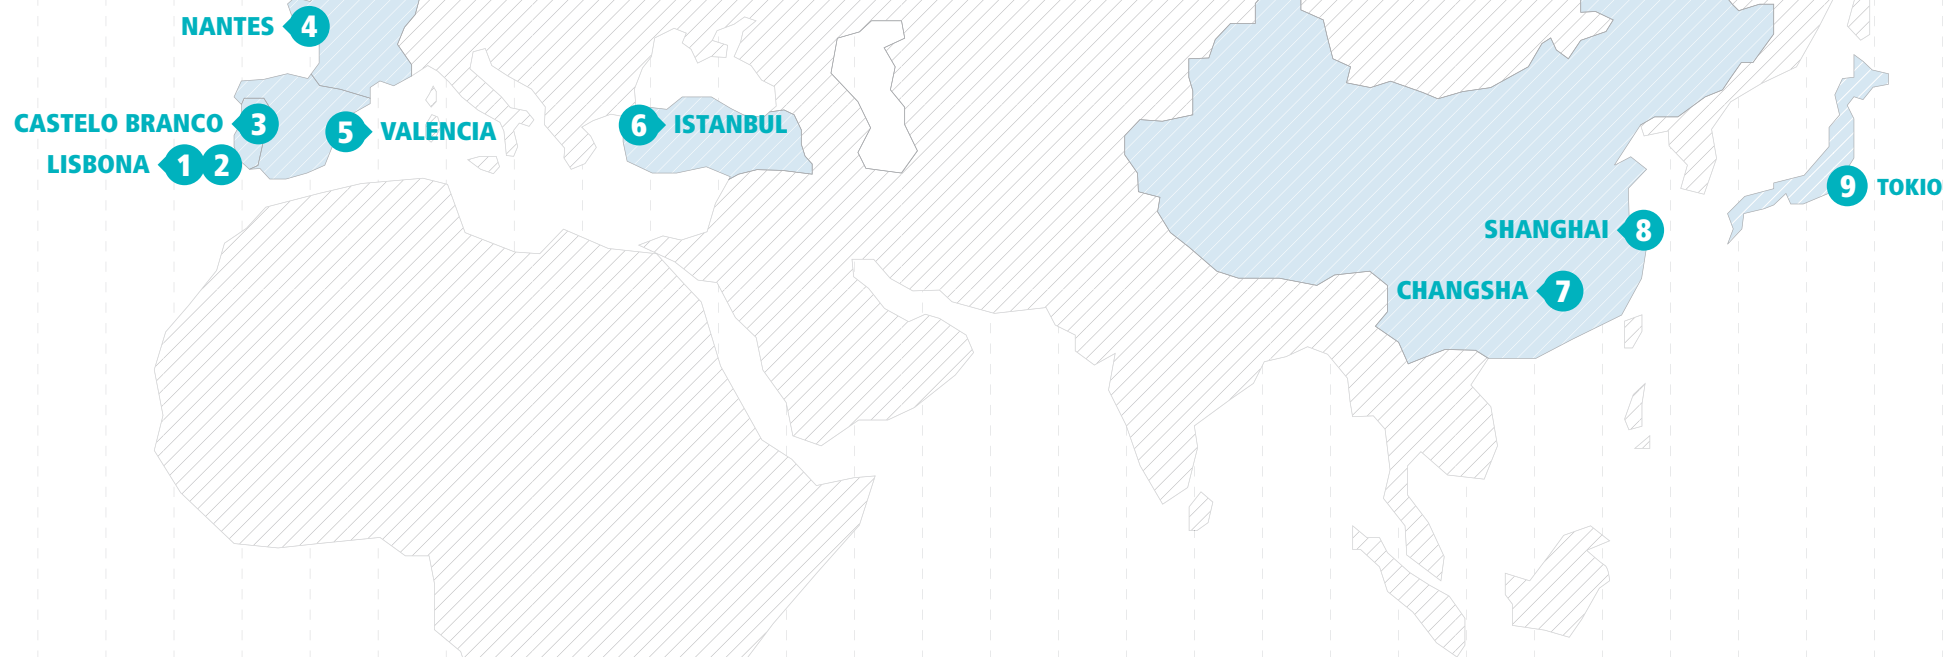 NANTES 4
CASTELO BRANCO 3
5 VALENCIA
6 ISTANBUL
LISBONA 1 2
9 TOKIO
SHANGHAI 8
CHANGSHA 7